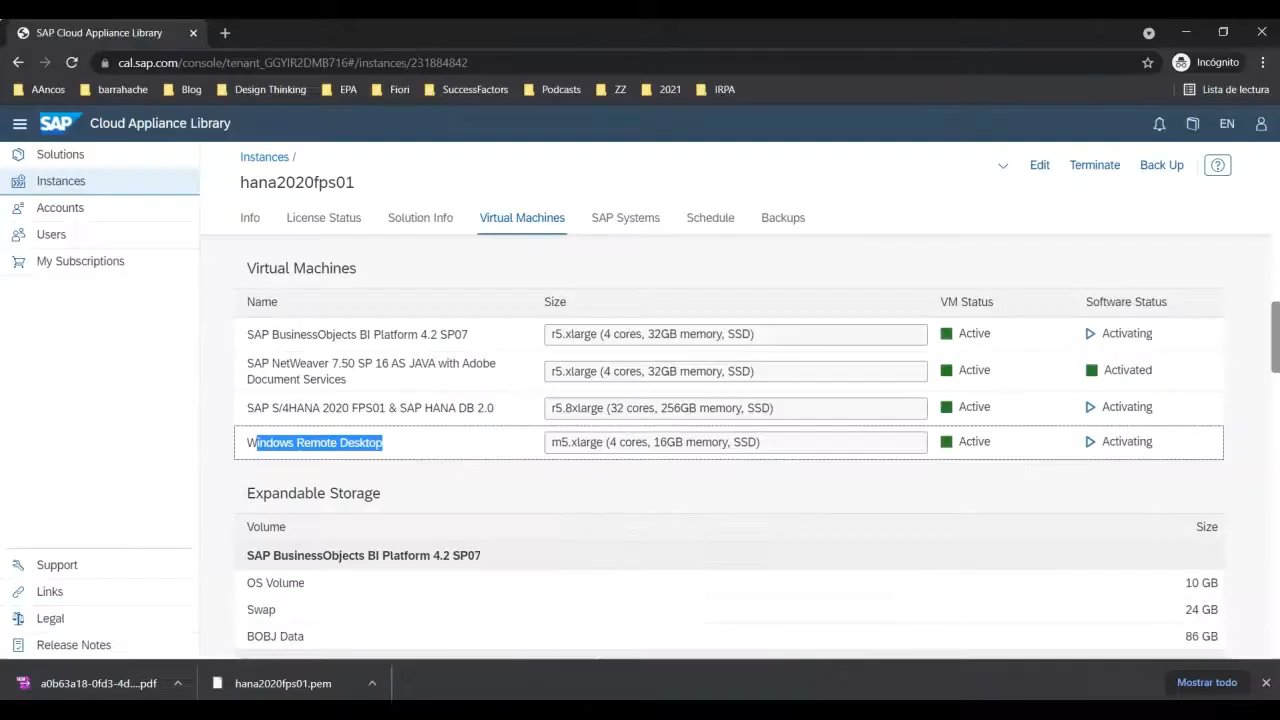 SAP Cloud Appliance Library
cal.sap.com/console/tenant_GGYIR2DMB716#/instances/231884842
Incógnito
AAncos barrahache Blog Design Thinking EPA Fiori SuccessFactors Podcasts ZZ 2021 IRPA Lista de lectura
SAP Cloud Appliance Library EN
Solutions
Instances
Accounts
Users
My Subscriptions
Support
Links
Legal
Release Notes
Instances /
hana2020fps01
Edit Terminate Back Up
Info License Status Solution Info Virtual Machines SAP Systems Schedule Backups
Virtual Machines
Name Size VM Status Software Status
SAP BusinessObjects BI Platform 4.2 SP07 r5.xlarge (4 cores, 32GB memory, SSD) Active Activating
SAP NetWeaver 7.50 SP 16 AS JAVA with Adobe
Document Services r5.xlarge (4 cores, 32GB memory, SSD) Active Activated
SAP S/4HANA 2020 FPS01 & SAP HANA DB 2.0 r5.8xlarge (32 cores, 256GB memory, SSD) Active Activating
Windows Remote Desktop m5.xlarge (4 cores, 16GB memory, SSD) Active Activating
Expandable Storage
Volume Size
SAP BusinessObjects BI Platform 4.2 SP07
OS Volume 10 GB
Swap 24 GB
BOBJ Data 86 GB
a0b63a18-0fd3-4d....pdf hana2020fps01.pem Mostrar todo